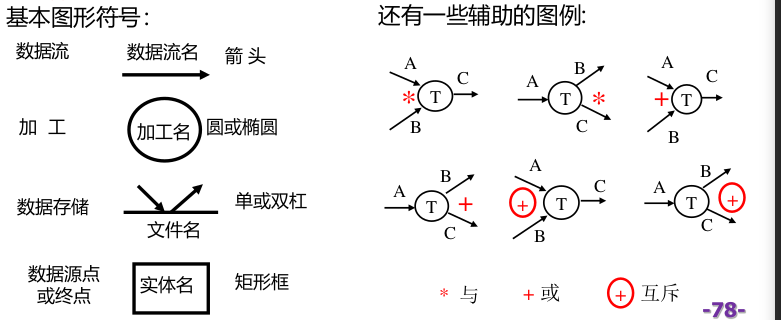 基本图形符号：
数据流 数据流名 箭 头
加 工 加工名 圆或椭圆
数据存储 文件名 单或双杠
数据源点
或终点 实体名 矩形框
还有一些辅助的图例:
A * B T C
A T B * C
A + B T C
A T B + C
A + B T C
A T B + C
* 与 + 或 + 互斥
-78-